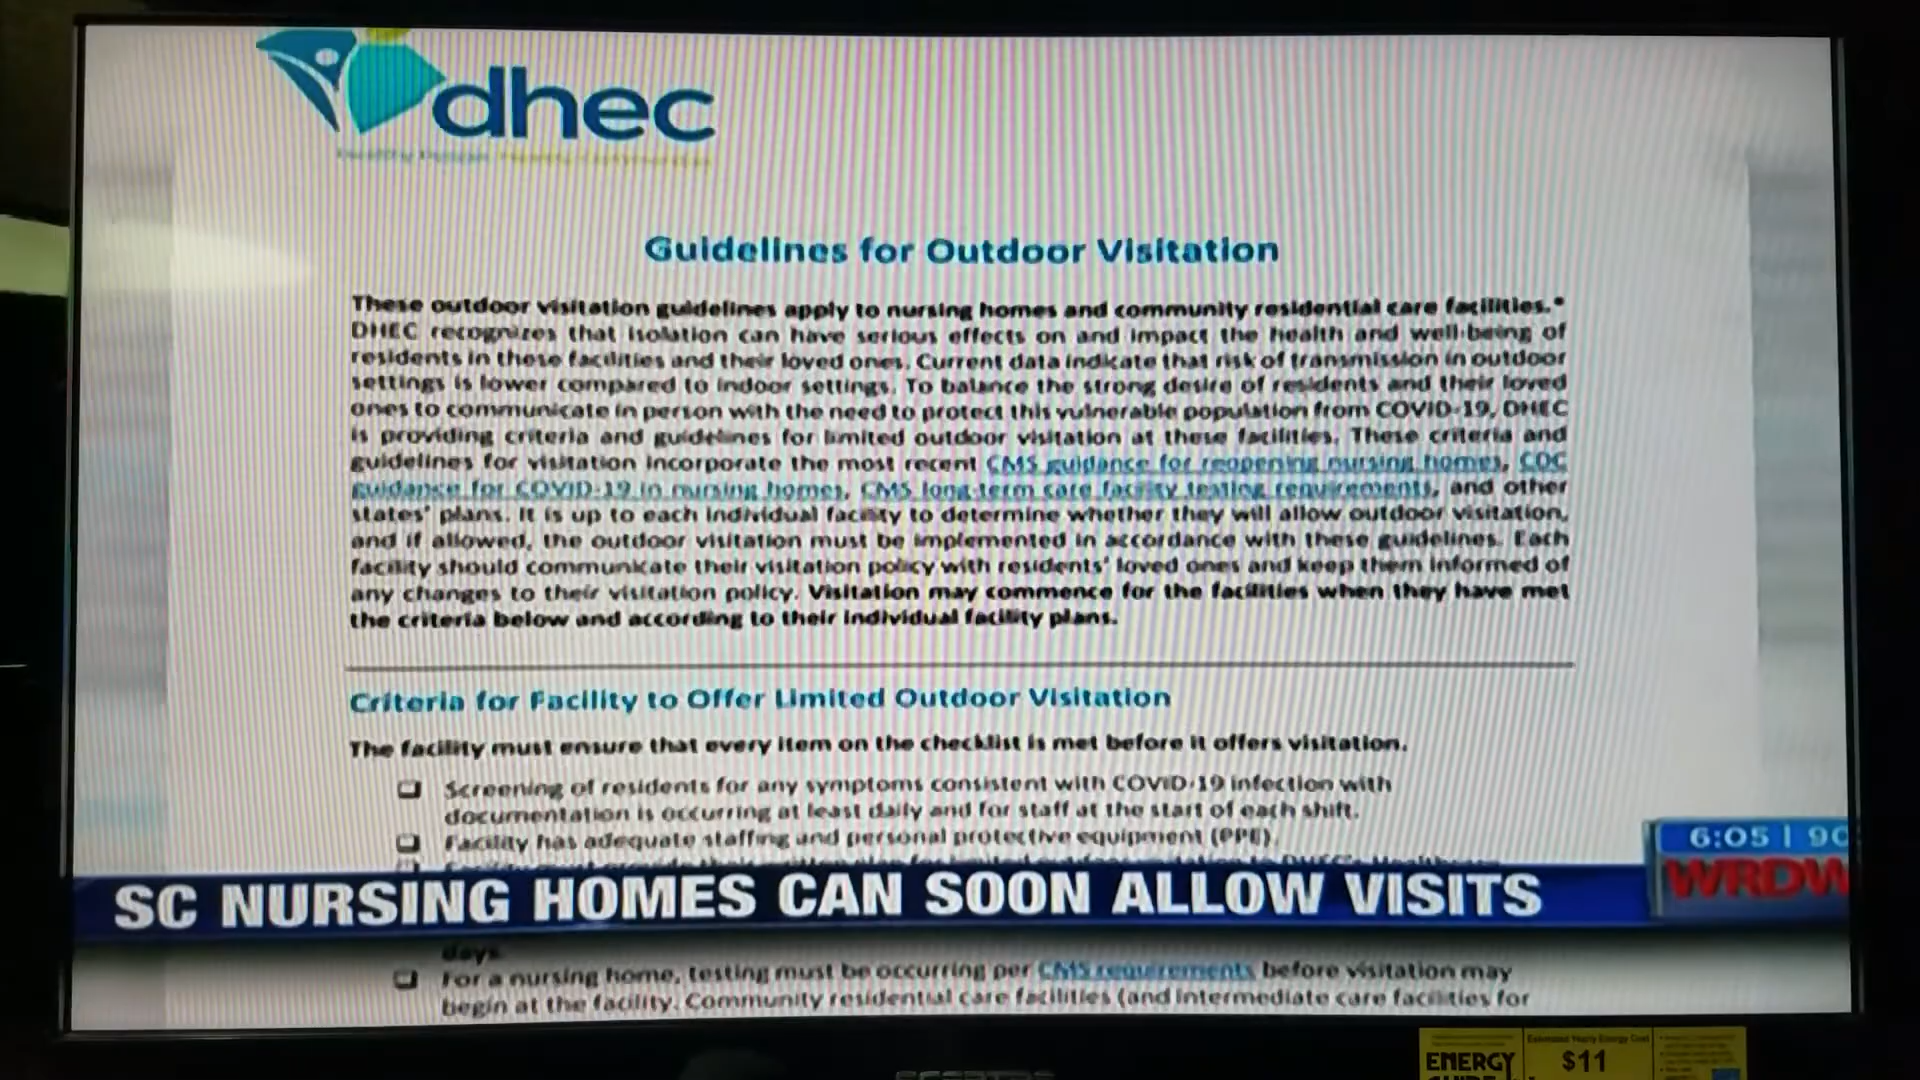 dhec
Guidelines for Outdoor Visitation
These outdoor visitation guidelines apply to nursing homes and community residential care facilities.*
DHEC recognizes that isolation can have serious effects on and impact the health and well-being of
residents in these facilities and their loved ones. Current data indicate that risk of transmission in outdoor
settings is lower compared to indoor settings. To balance the strong desire of residents and their loved
ones to communicate in person with the need to protect this vulnerable population from COVID-19, DHEC
is providing criteria and guidelines for limited outdoor visitation at these facilities. These criteria and
guidelines for visitation incorporate the most recent CMS guidance for reopening nursing homes, CDC
guidance for COVID-19 in nursing homes, CMS long-term care facility testing requirements, and other
states' plans. It is up to each individual facility to determine whether they will allow outdoor visitation,
and if allowed, the outdoor visitation must be implemented in accordance with these guidelines. Each
facility should communicate their visitation policy with residents' loved ones and keep them informed of
any changes to their visitation policy. Visitation may commence for the facilities when they have met
the criteria below and according to their individual facility plans.
Criteria for Facility to Offer Limited Outdoor Visitation
The facility must ensure that every item on the checklist is met before it offers visitation.
Screening of residents for any symptoms consistent with COVID-19 infection with
documentation is occurring at least daily and for staff at the start of each shift.
Facility has adequate staffing and personal protective equipment (PPE).
6:05 | 90
WRDW
SC NURSING HOMES CAN SOON ALLOW VISITS
days.
For a nursing home, testing must be occurring per CMS requirements before visitation may
begin at the facility. Community residential care facilities (and intermediate care facilities for
Estimated Yearly Energy Cost
ENERGY
$11